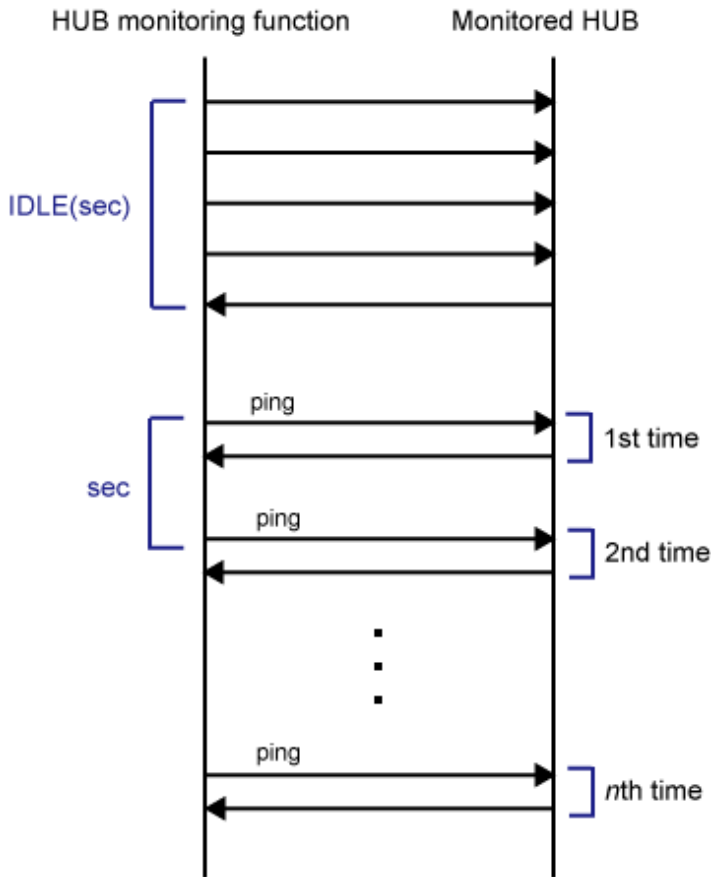 HUB monitoring function
Monitored HUB
IDLE(sec)
ping
1st time
sec
ping
2nd time
ping
nth time